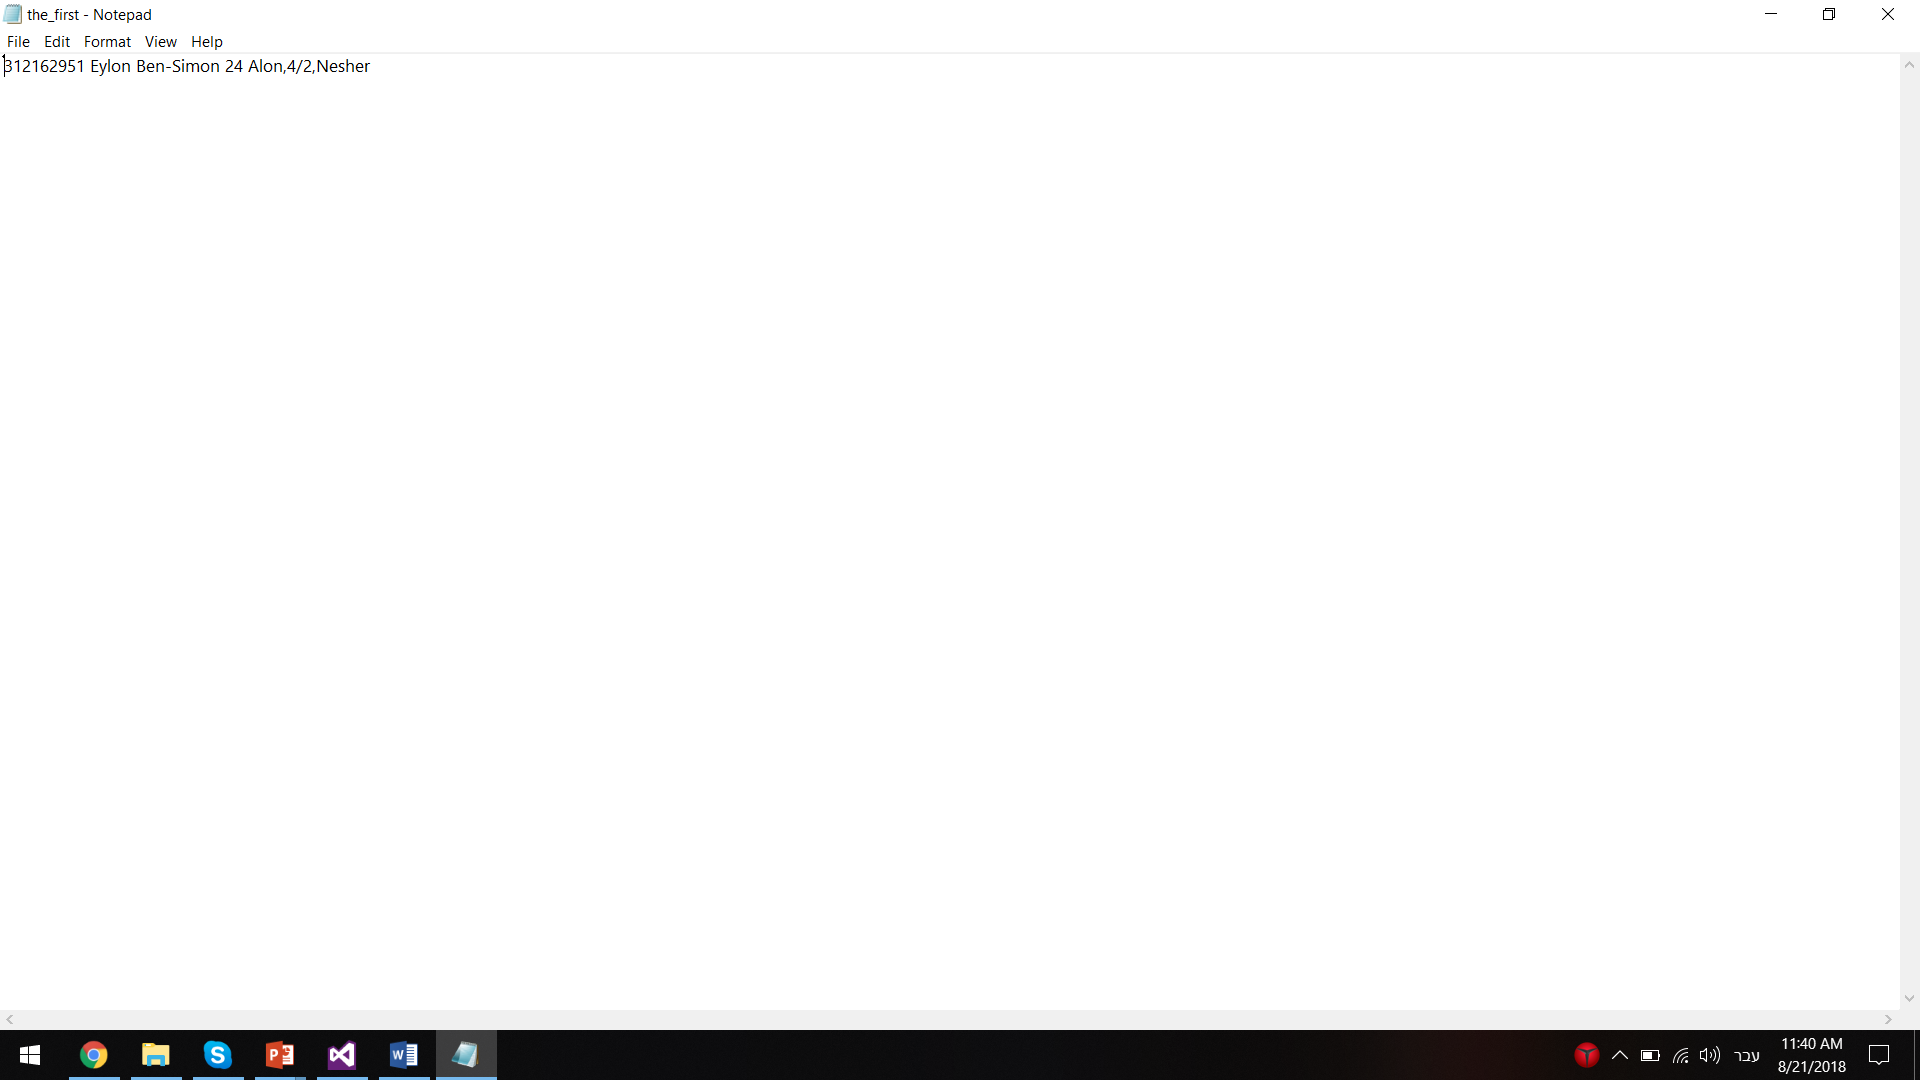 the_first - Notepad
File Edit Format View Help
312162951 Eylon Ben-Simon 24 Alon,4/2,Nesher
עבר
11:40 AM
8/21/2018